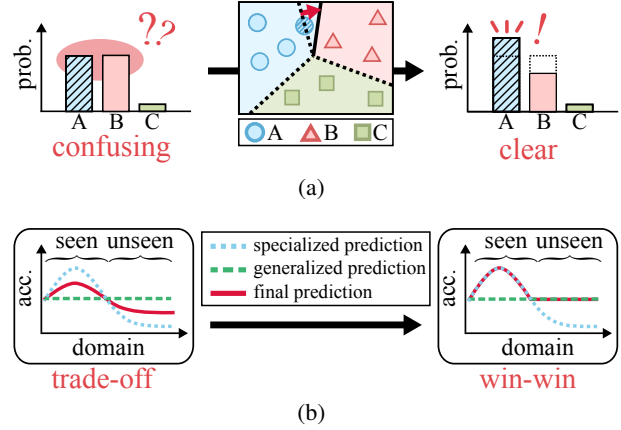 ??
!
prob.
A B C
confusing
A B C
prob.
A B C
clear
(a)
seen unseen
acc.
domain
trade-off
specialized prediction
generalized prediction
final prediction
seen unseen
acc.
domain
win-win
(b)